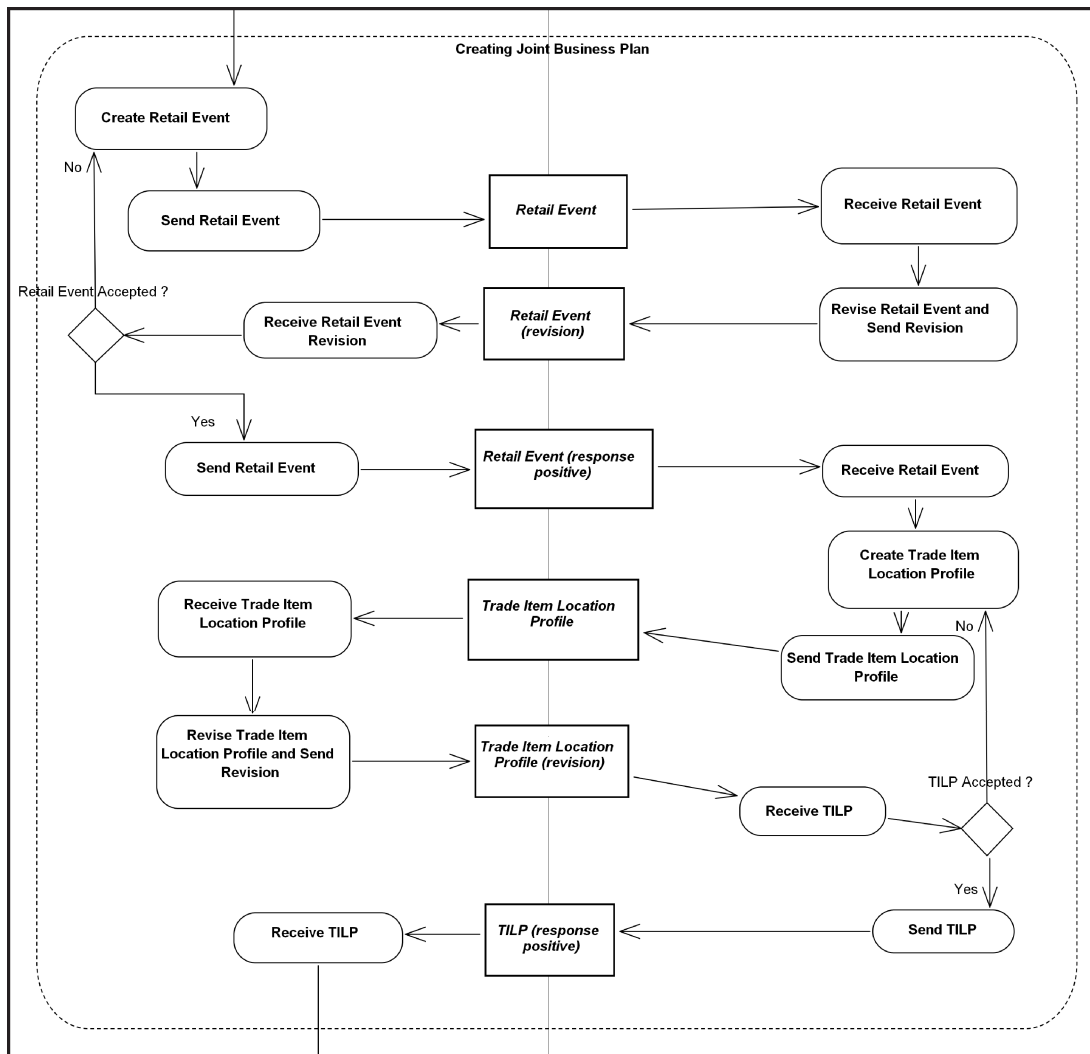 Creating Joint Business Plan
Create Retail Event
No
Send Retail Event
Retail Event
Receive Retail Event
Retail Event Accepted ?
Receive Retail Event
Revision
Retail Event
(revision)
Revise Retail Event and
Send Revision
Yes
Send Retail Event
Retail Event (response
positive)
Receive Retail Event
Create Trade Item
Location Profile
Receive Trade Item
Location Profile
Trade Item Location
Profile
No
Send Trade Item Location
Profile
Revise Trade Item
Location Profile and Send
Revision
Trade Item Location
Profile (revision)
TILP Accepted ?
Receive TILP
Yes
Receive TILP
TILP (response
positive)
Send TILP